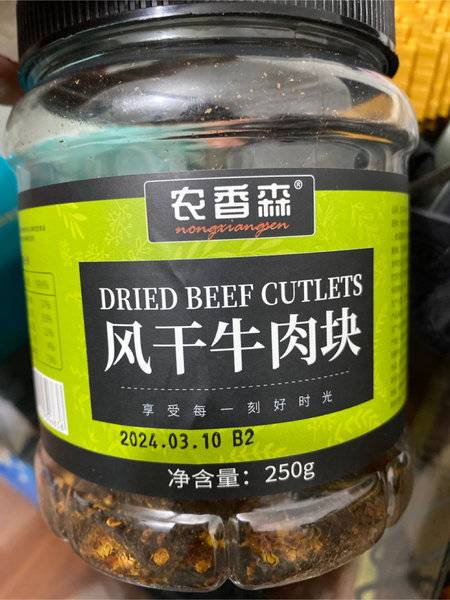 农香森®
nongxiangsen
DRIED BEEF CUTLETS
风干牛肉块
享受每一刻好时光
2024.03.10 B2
净含量：250g